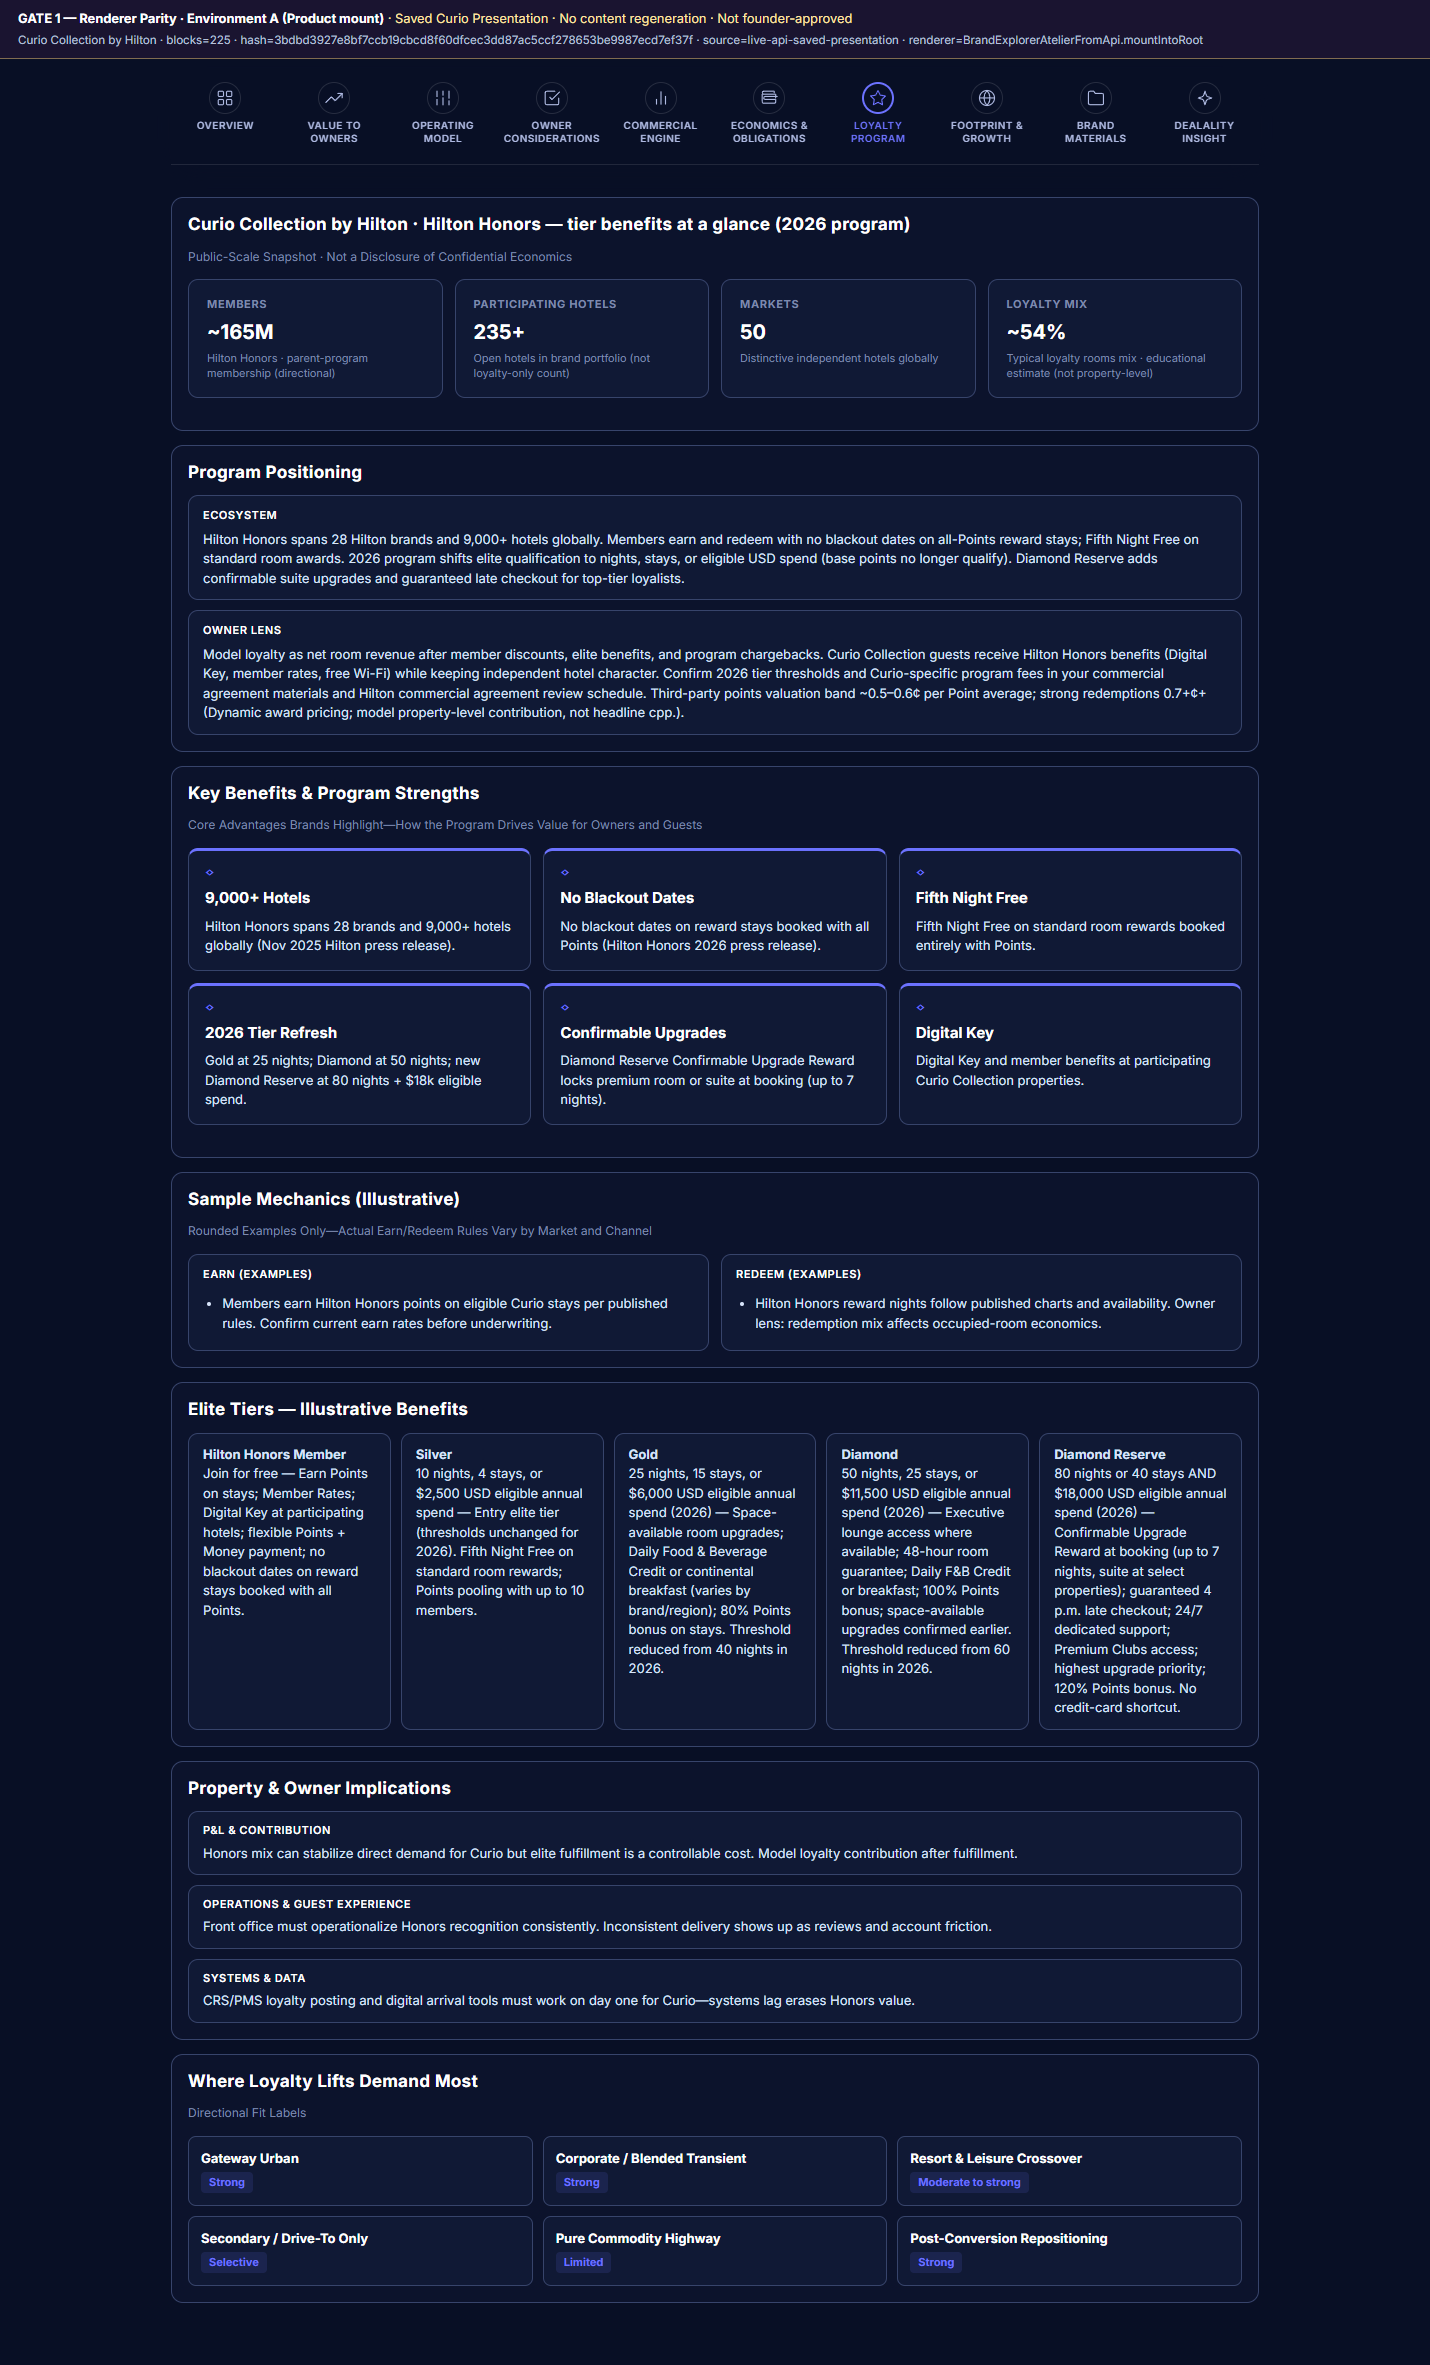 GATE 1 — Renderer Parity · Environment A (Product mount) · Saved Curio Presentation · No content regeneration · Not founder-approved
Curio Collection by Hilton · blocks=225 · hash=3bdbd3927e8bf7ccb19cbcd8f60dfcec3dd87ac5ccf278653be9987ecd7ef37f · source=live-api-saved-presentation · renderer=BrandExplorerAtelierFromApi.mountIntoRoot
OVERVIEW
VALUE TO
OWNERS
OPERATING
MODEL
OWNER
CONSIDERATIONS
COMMERCIAL
ENGINE
ECONOMICS &
OBLIGATIONS
LOYALTY
PROGRAM
FOOTPRINT &
GROWTH
BRAND
MATERIALS
DEALALITY
INSIGHT
Curio Collection by Hilton · Hilton Honors — tier benefits at a glance (2026 program)
Public-Scale Snapshot · Not a Disclosure of Confidential Economics
MEMBERS
~165M
Hilton Honors · parent-program
membership (directional)
PARTICIPATING HOTELS
235+
Open hotels in brand portfolio (not
loyalty-only count)
MARKETS
50
Distinctive independent hotels globally
LOYALTY MIX
~54%
Typical loyalty rooms mix · educational
estimate (not property-level)
Program Positioning
ECOSYSTEM
Hilton Honors spans 28 Hilton brands and 9,000+ hotels globally. Members earn and redeem with no blackout dates on all-Points reward stays; Fifth Night Free on
standard room awards. 2026 program shifts elite qualification to nights, stays, or eligible USD spend (base points no longer qualify). Diamond Reserve adds
confirmable suite upgrades and guaranteed late checkout for top-tier loyalists.
OWNER LENS
Model loyalty as net room revenue after member discounts, elite benefits, and program chargebacks. Curio Collection guests receive Hilton Honors benefits (Digital
Key, member rates, free Wi-Fi) while keeping independent hotel character. Confirm 2026 tier thresholds and Curio-specific program fees in your commercial
agreement materials and Hilton commercial agreement review schedule. Third-party points valuation band ~0.5–0.6¢ per Point average; strong redemptions 0.7+¢+
(Dynamic award pricing; model property-level contribution, not headline cpp.).
Key Benefits & Program Strengths
Core Advantages Brands Highlight—How the Program Drives Value for Owners and Guests
9,000+ Hotels
Hilton Honors spans 28 brands and 9,000+ hotels
globally (Nov 2025 Hilton press release).
No Blackout Dates
No blackout dates on reward stays booked with all
Points (Hilton Honors 2026 press release).
Fifth Night Free
Fifth Night Free on standard room rewards booked
entirely with Points.
2026 Tier Refresh
Gold at 25 nights; Diamond at 50 nights; new
Diamond Reserve at 80 nights + $18k eligible
spend.
Confirmable Upgrades
Diamond Reserve Confirmable Upgrade Reward
locks premium room or suite at booking (up to 7
nights).
Digital Key
Digital Key and member benefits at participating
Curio Collection properties.
Sample Mechanics (Illustrative)
Rounded Examples Only—Actual Earn/Redeem Rules Vary by Market and Channel
EARN (EXAMPLES)
• Members earn Hilton Honors points on eligible Curio stays per published
rules. Confirm current earn rates before underwriting.
REDEEM (EXAMPLES)
• Hilton Honors reward nights follow published charts and availability. Owner
lens: redemption mix affects occupied-room economics.
Elite Tiers — Illustrative Benefits
Hilton Honors Member
Join for free — Earn Points
on stays; Member Rates;
Digital Key at participating
hotels; flexible Points +
Money payment; no
blackout dates on reward
stays booked with all
Points.
Silver
10 nights, 4 stays, or
$2,500 USD eligible annual
spend — Entry elite tier
(thresholds unchanged for
2026). Fifth Night Free on
standard room rewards;
Points pooling with up to 10
members.
Gold
25 nights, 15 stays, or
$6,000 USD eligible annual
spend (2026) — Space-
available room upgrades;
Daily Food & Beverage
Credit or continental
breakfast (varies by
brand/region); 80% Points
bonus on stays. Threshold
reduced from 40 nights in
2026.
Diamond
50 nights, 25 stays, or
$11,500 USD eligible annual
spend (2026) — Executive
lounge access where
available; 48-hour room
guarantee; Daily F&B Credit
or breakfast; 100% Points
bonus; space-available
upgrades confirmed earlier.
Threshold reduced from 60
nights in 2026.
Diamond Reserve
80 nights or 40 stays AND
$18,000 USD eligible annual
spend (2026) —
Confirmable Upgrade
Reward at booking (up to 7
nights, suite at select
properties); guaranteed 4
p.m. late checkout; 24/7
dedicated support;
Premium Clubs access;
highest upgrade priority;
120% Points bonus. No
credit-card shortcut.
Property & Owner Implications
P&L & CONTRIBUTION
Honors mix can stabilize direct demand for Curio but elite fulfillment is a controllable cost. Model loyalty contribution after fulfillment.
OPERATIONS & GUEST EXPERIENCE
Front office must operationalize Honors recognition consistently. Inconsistent delivery shows up as reviews and account friction.
SYSTEMS & DATA
CRS/PMS loyalty posting and digital arrival tools must work on day one for Curio—systems lag erases Honors value.
Where Loyalty Lifts Demand Most
Directional Fit Labels
Gateway Urban
Strong
Corporate / Blended Transient
Strong
Resort & Leisure Crossover
Moderate to strong
Secondary / Drive-To Only
Selective
Pure Commodity Highway
Limited
Post-Conversion Repositioning
Strong